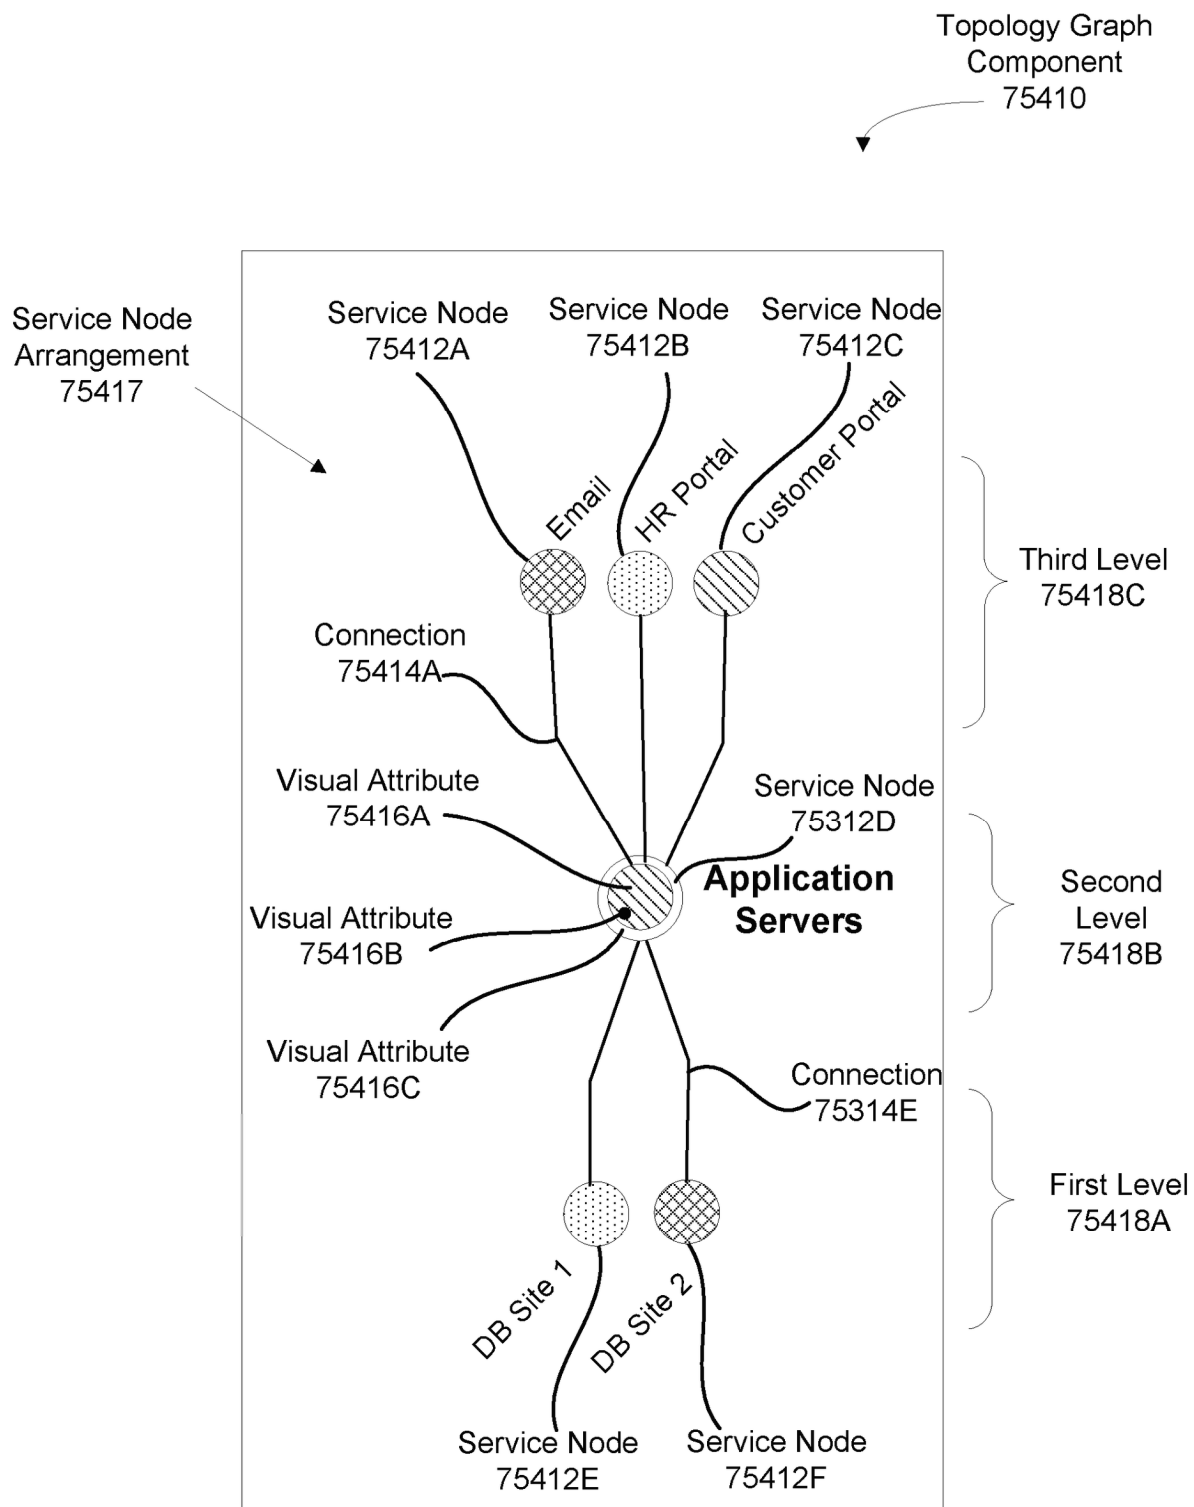 Topology Graph
Component
75410
Service Node
Arrangement
75417
Service Node
75412A
Service Node
75412B
Service Node
75412C
Email
HR Portal
Customer Portal
Third Level
75418C
Connection
75414A
Visual Attribute
75416A
Service Node
75312D
Application
Servers
Second
Level
75418B
Visual Attribute
75416B
Visual Attribute
75416C
Connection
75314E
First Level
75418A
DB Site 1
DB Site 2
Service Node
75412E
Service Node
75412F